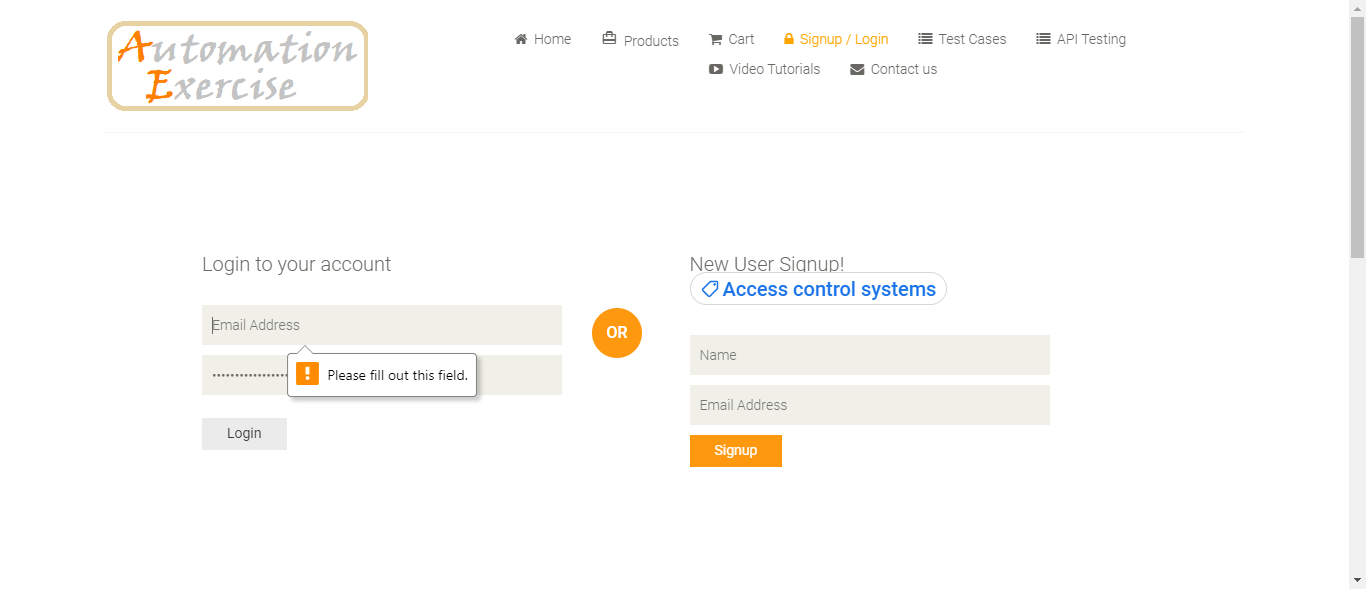 Automation
Exercise
Home
Products
Cart
Signup / Login
Test Cases
API Testing
Video Tutorials
Contact us
Login to your account
Email Address
Please fill out this field.
Login
OR
New User Signup!
Access control systems
Name
Email Address
Signup